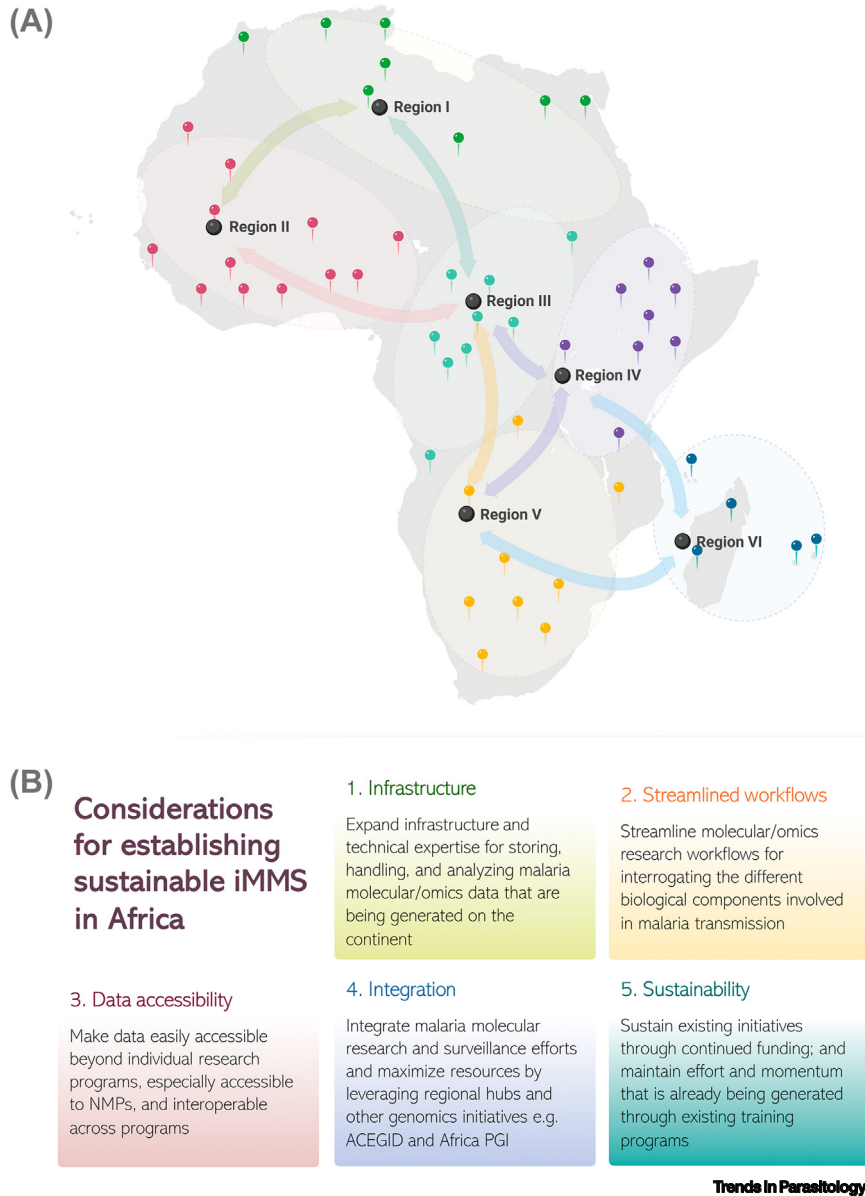 (A)
Region I
Region II
Region III
Region IV
Region V
Region VI
(B)
Considerations
for establishing
sustainable iMMS
in Africa
1. Infrastructure
Expand infrastructure and
technical expertise for storing,
handling, and analyzing malaria
molecular/omics data that are
being generated on the
continent
2. Streamlined workflows
Streamline molecular/omics
research workflows for
interrogating the different
biological components involved
in malaria transmission
3. Data accessibility
Make data easily accessible
beyond individual research
programs, especially accessible
to NMPs, and interoperable
across programs
4. Integration
Integrate malaria molecular
research and surveillance efforts
and maximize resources by
leveraging regional hubs and
other genomics initiatives e.g.
ACEGID and Africa PGI
5. Sustainability
Sustain existing initiatives
through continued funding; and
maintain effort and momentum
that is already being generated
through existing training
programs
Trends in Parasitology